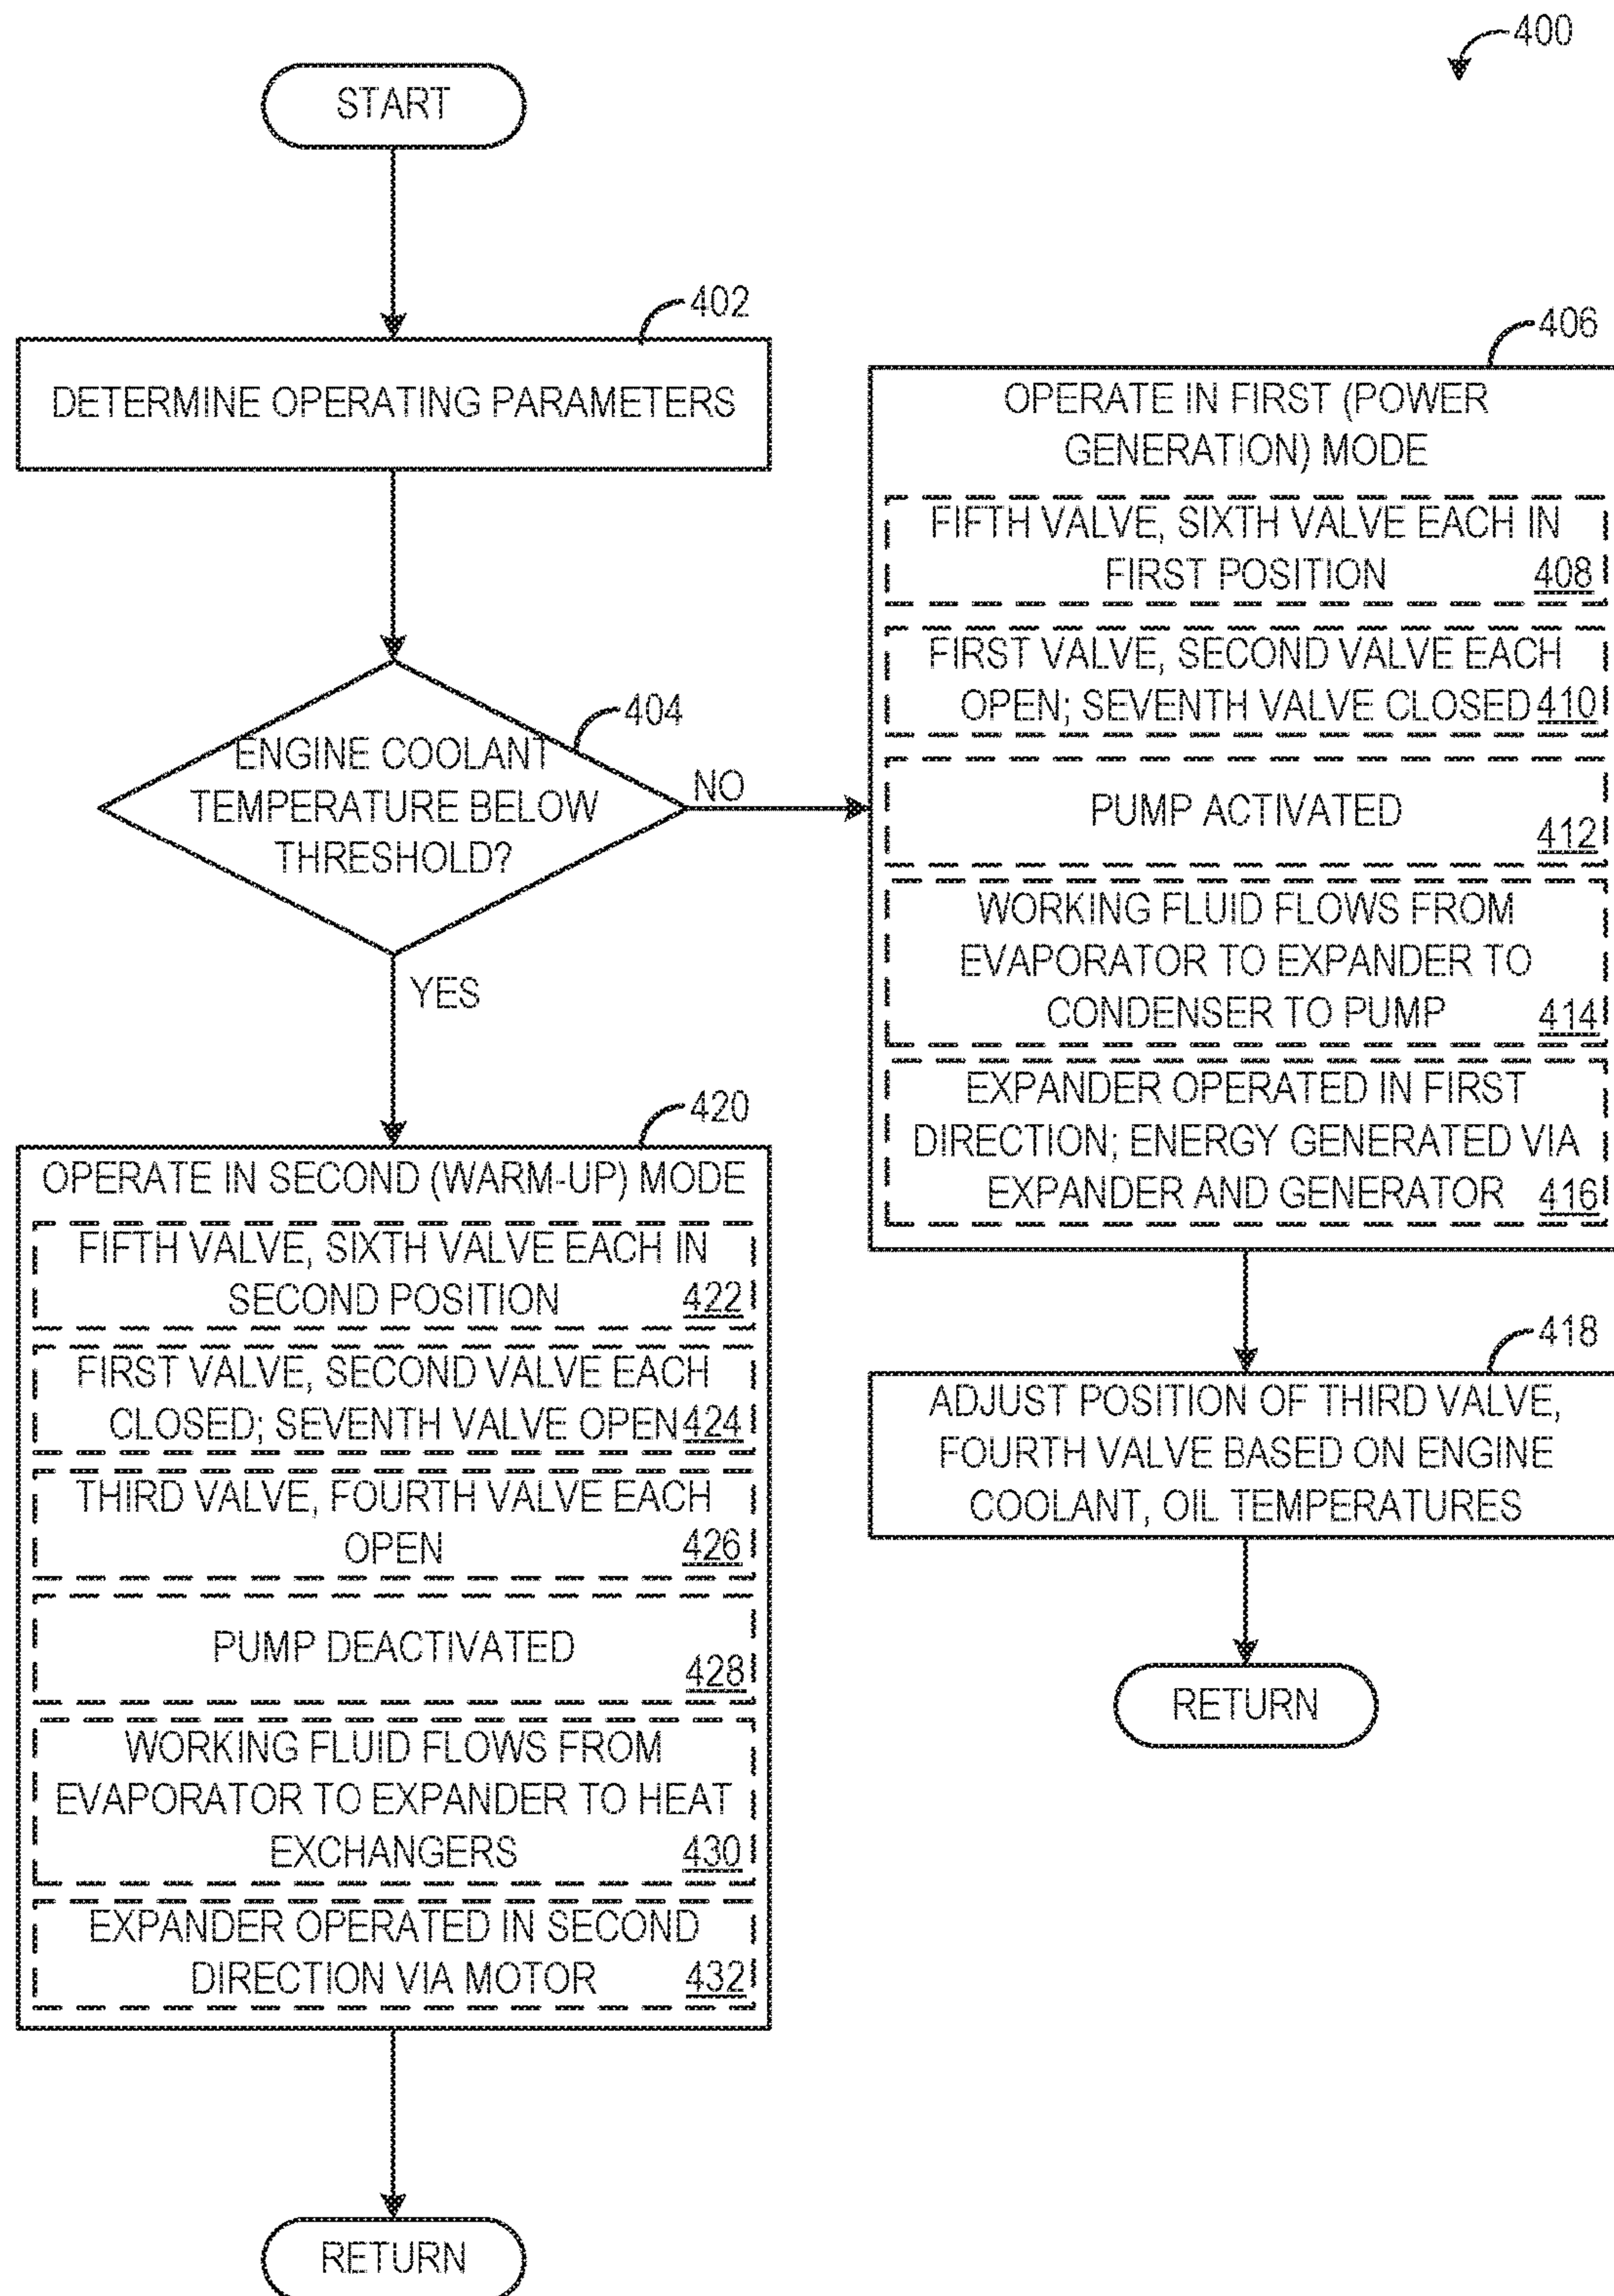 400
START
402
DETERMINE OPERATING PARAMETERS
404
ENGINE COOLANT
TEMPERATURE BELOW
THRESHOLD?
NO
YES
406
OPERATE IN FIRST (POWER
GENERATION) MODE
FIFTH VALVE, SIXTH VALVE EACH IN
FIRST POSITION 408
FIRST VALVE, SECOND VALVE EACH
OPEN; SEVENTH VALVE CLOSED 410
PUMP ACTIVATED
412
WORKING FLUID FLOWS FROM
EVAPORATOR TO EXPANDER TO
CONDENSER TO PUMP 414
EXPANDER OPERATED IN FIRST
DIRECTION; ENERGY GENERATED VIA
EXPANDER AND GENERATOR 416
418
ADJUST POSITION OF THIRD VALVE,
FOURTH VALVE BASED ON ENGINE
COOLANT, OIL TEMPERATURES
RETURN
420
OPERATE IN SECOND (WARM-UP) MODE
FIFTH VALVE, SIXTH VALVE EACH IN
SECOND POSITION 422
FIRST VALVE, SECOND VALVE EACH
CLOSED; SEVENTH VALVE OPEN 424
THIRD VALVE, FOURTH VALVE EACH
OPEN 426
PUMP DEACTIVATED
428
WORKING FLUID FLOWS FROM
EVAPORATOR TO EXPANDER TO HEAT
EXCHANGERS 430
EXPANDER OPERATED IN SECOND
DIRECTION VIA MOTOR 432
RETURN